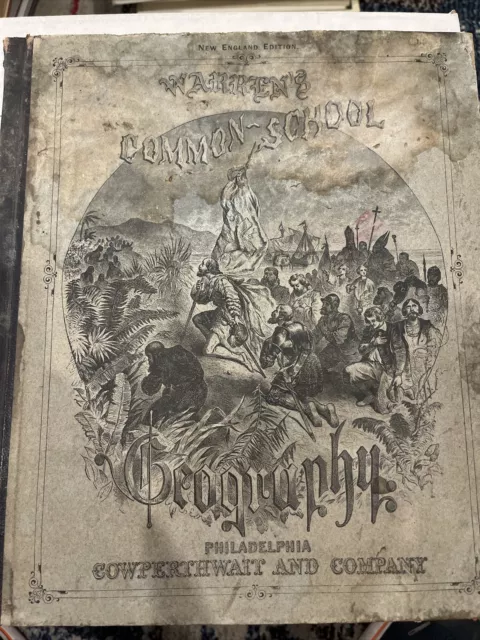 New England Edition.
WARREN'S
COMMON-SCHOOL
Geography.
PHILADELPHIA
COWPERTHWAIT AND COMPANY